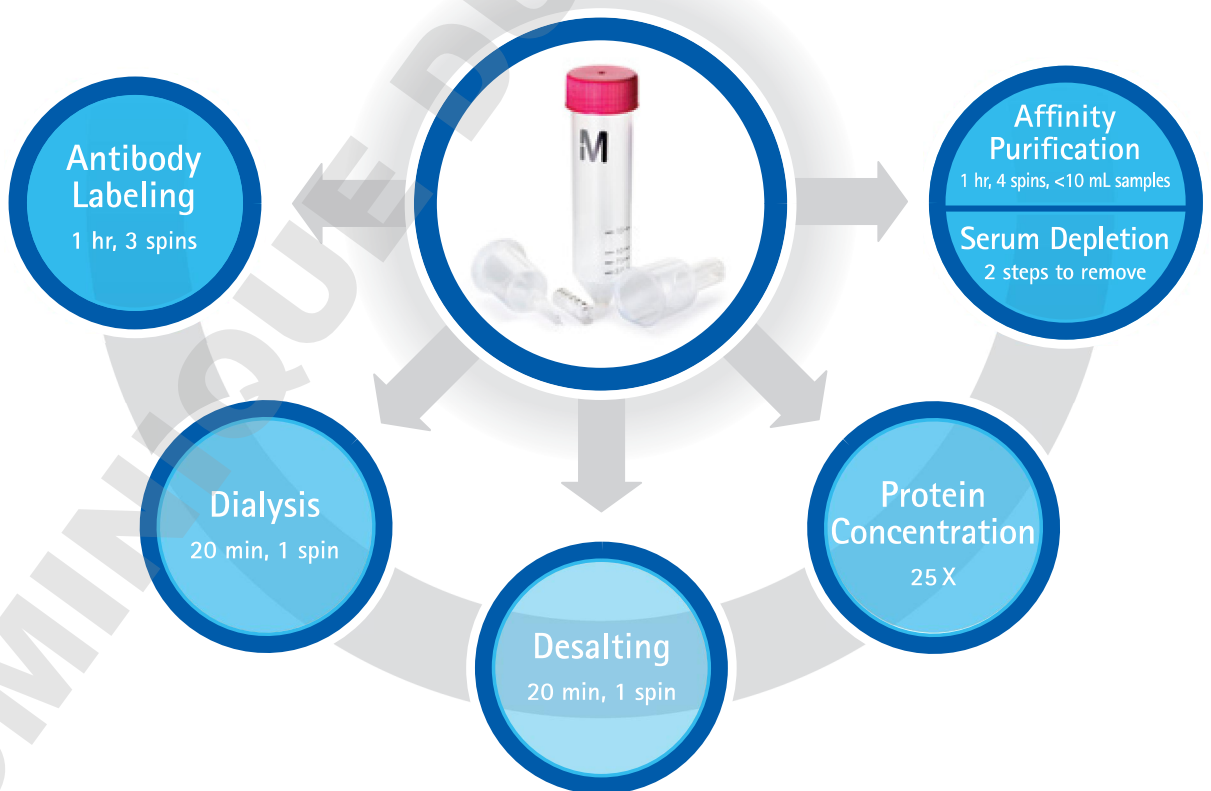 M
Antibody
Labeling
1 hr, 3 spins
Affinity
Purification
1 hr, 4 spins, <10 mL samples
Serum Depletion
2 steps to remove
Dialysis
20 min, 1 spin
Protein
Concentration
25 X
Desalting
20 min, 1 spin